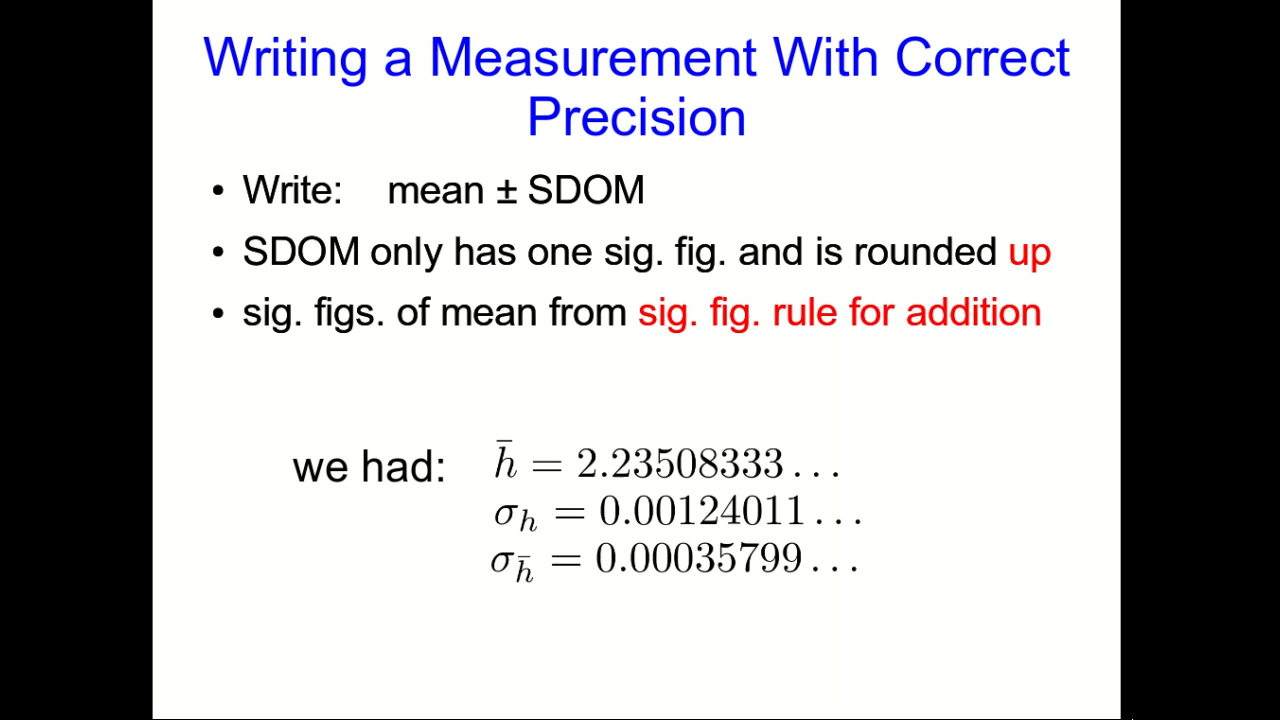 Writing a Measurement With Correct
Precision
• Write: mean ± SDOM
• SDOM only has one sig. fig. and is rounded up
• sig. figs. of mean from sig. fig. rule for addition
we had: h̄ = 2.23508333...
σ_h = 0.00124011...
σ_h̄ = 0.00035799...